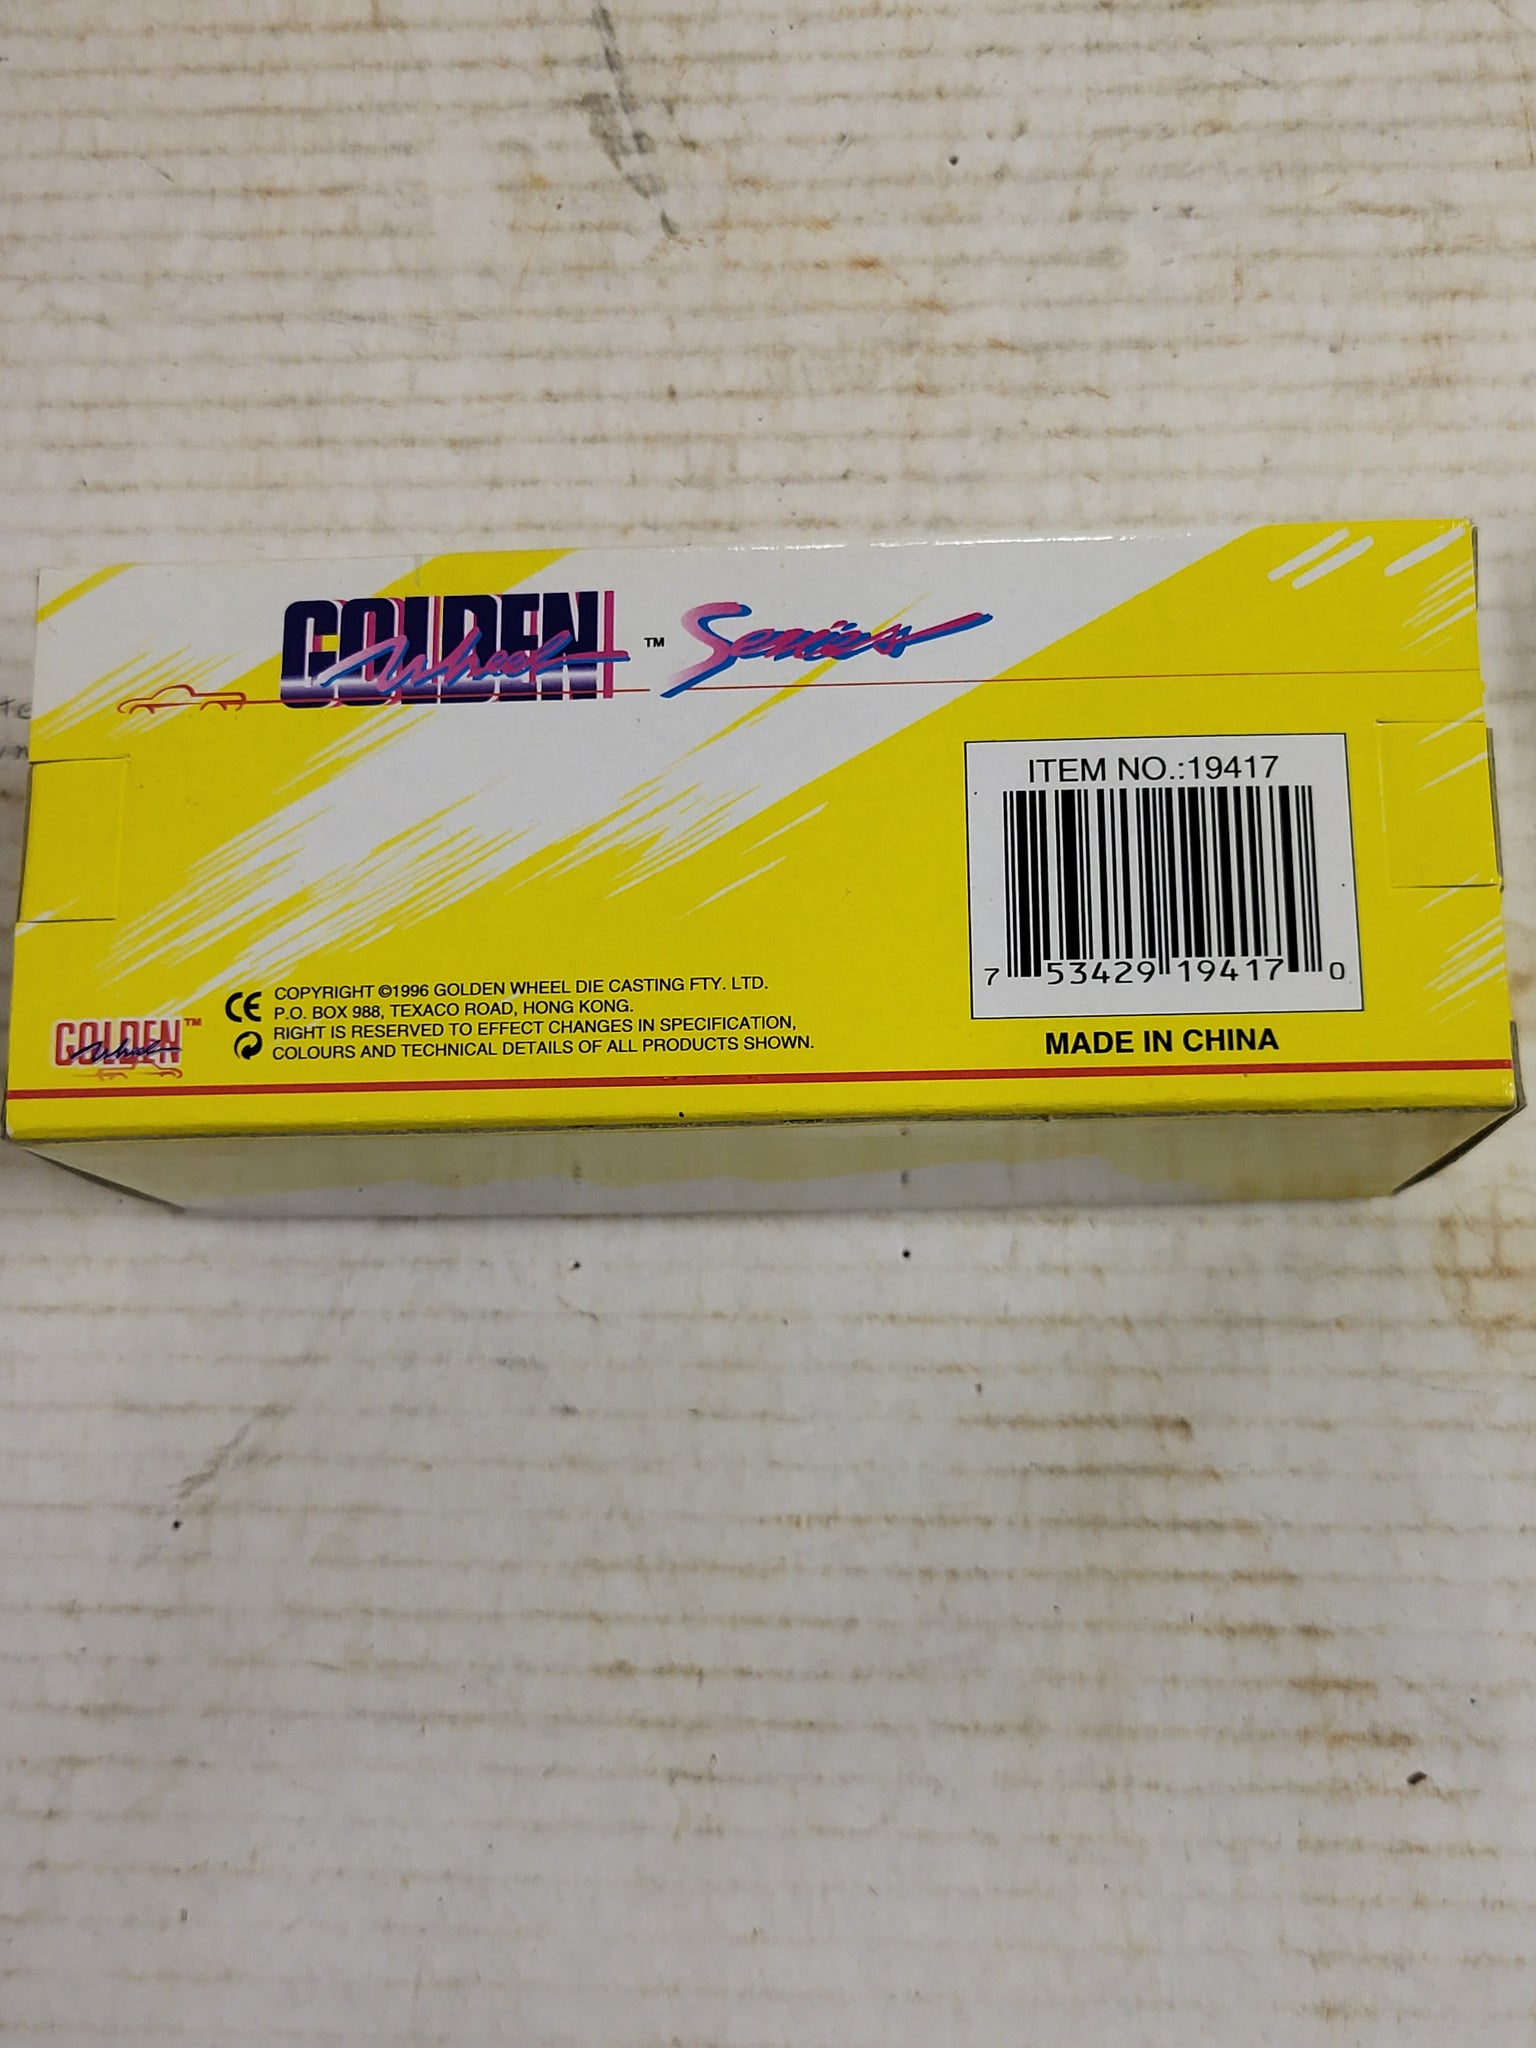 GOLDEN Wheel ™ Series
ITEM NO.:19417
7 53429 19417 0
MADE IN CHINA
CE COPYRIGHT ©1996 GOLDEN WHEEL DIE CASTING FTY. LTD.
P.O. BOX 988, TEXACO ROAD, HONG KONG.
RIGHT IS RESERVED TO EFFECT CHANGES IN SPECIFICATION,
COLOURS AND TECHNICAL DETAILS OF ALL PRODUCTS SHOWN.
GOLDEN Wheel ™